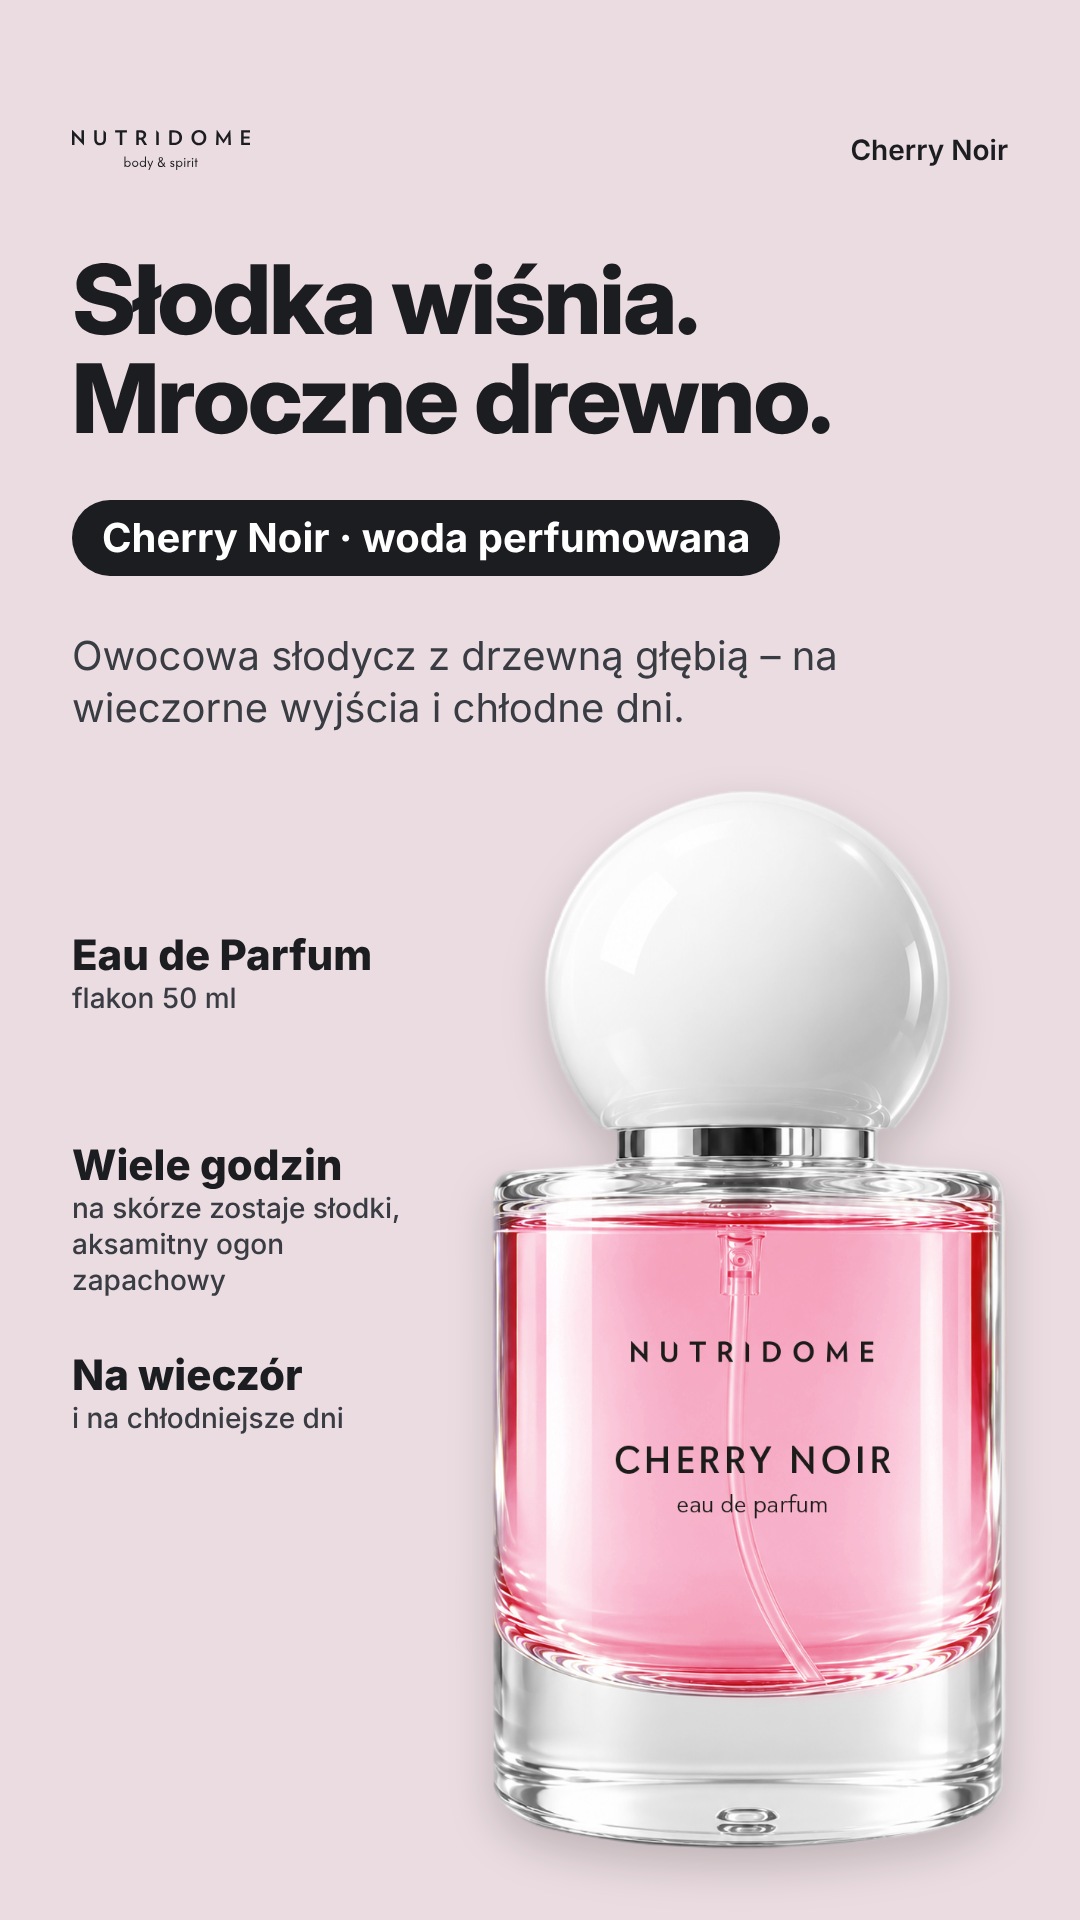 NUTRIDOME
body & spirit
Cherry Noir
Słodka wiśnia.
Mroczne drewno.
Cherry Noir · woda perfumowana
Owocowa słodycz z drzewną głębią – na
wieczorne wyjścia i chłodne dni.
Eau de Parfum
flakon 50 ml
Wiele godzin
na skórze zostaje słodki,
aksamitny ogon
zapachowy
Na wieczór
i na chłodniejsze dni
NUTRIDOME
CHERRY NOIR
eau de parfum